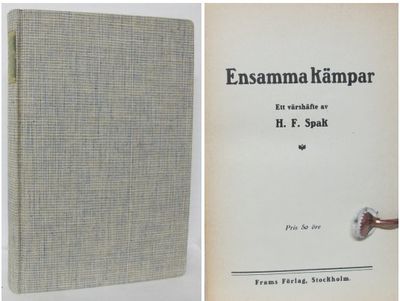 Ensamma kämpar
Ett värshäfte av
H. F. Spak
Pris 50 öre
Frams Förlag, Stockholm.